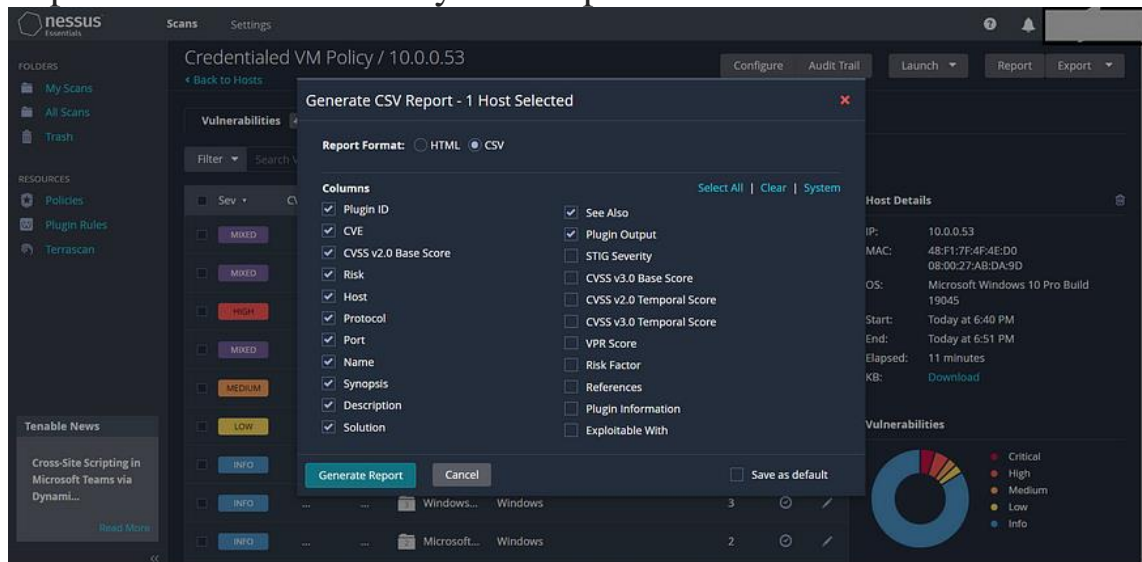 nessus
Essentials
Scans
Settings
FOLDERS
My Scans
All Scans
Trash
RESOURCES
Policies
Plugin Rules
Terrascan
Tenable News
Cross-Site Scripting in
Microsoft Teams via
Dynami...
Read More
Credentialed VM Policy / 10.0.0.53
Back to Hosts
Configure
Audit Trail
Launch
Report
Export
Vulnerabilities
Filter
Search
Sev
MIXED
MIXED
HIGH
MIXED
MEDIUM
LOW
INFO
INFO
... ... Windows... Windows 3
INFO
... ... Microsoft... Windows 2
Generate CSV Report - 1 Host Selected
Report Format: HTML CSV
Columns
Select All | Clear | System
Plugin ID
CVE
CVSS v2.0 Base Score
Risk
Host
Protocol
Port
Name
Synopsis
Description
Solution
See Also
Plugin Output
STIG Severity
CVSS v3.0 Base Score
CVSS v2.0 Temporal Score
CVSS v3.0 Temporal Score
VPR Score
Risk Factor
References
Plugin Information
Exploitable With
Generate Report
Cancel
Save as default
Host Details
IP: 10.0.0.53
MAC: 48:F1:7F:4F:4E:D0
08:00:27:AB:DA:9D
OS: Microsoft Windows 10 Pro Build
19045
Start: Today at 6:40 PM
End: Today at 6:51 PM
Elapsed: 11 minutes
KB: Download
Vulnerabilities
Critical
High
Medium
Low
Info